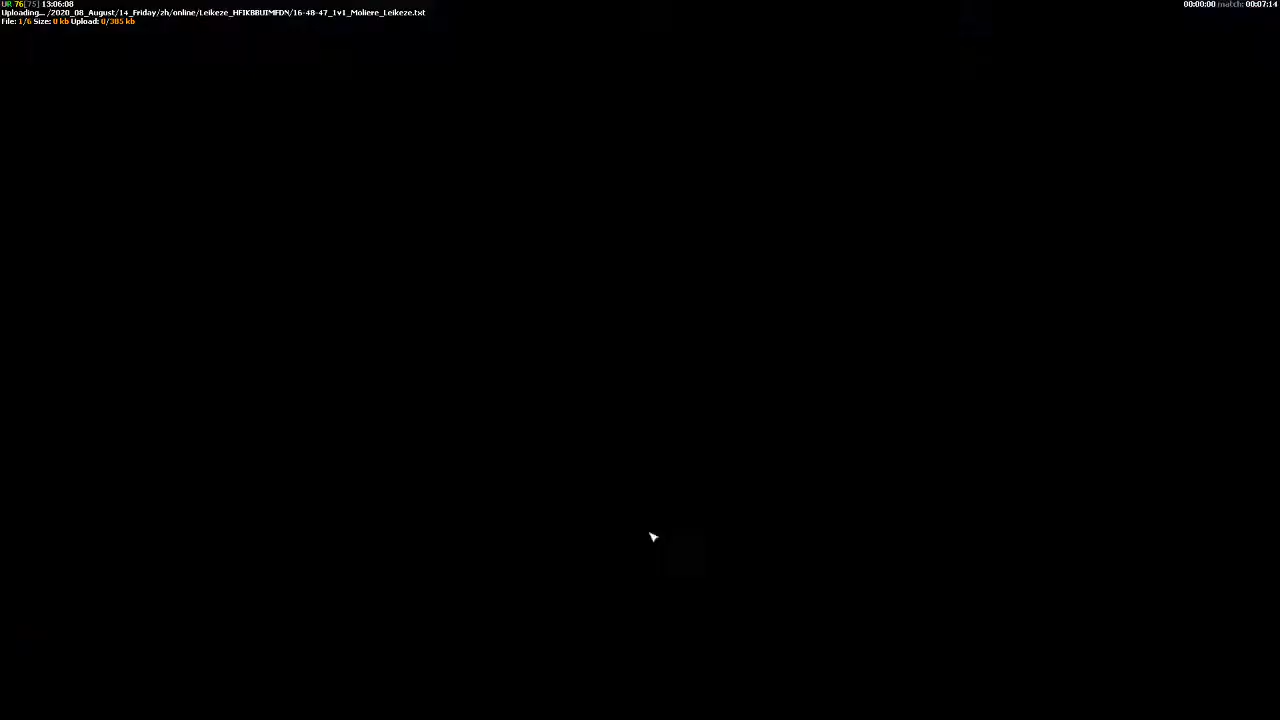 UR 76[75] 13:06:08
00:00:00 match: 00:07:14
Uploading... /2020_08_August/14_Friday/zh/online/Leikeze_HFIKBBUIMFDN/16-48-47_1v1_Moliere_Leikeze.txt
File: 1/6 Size: 0 kb Upload: 0/385 kb